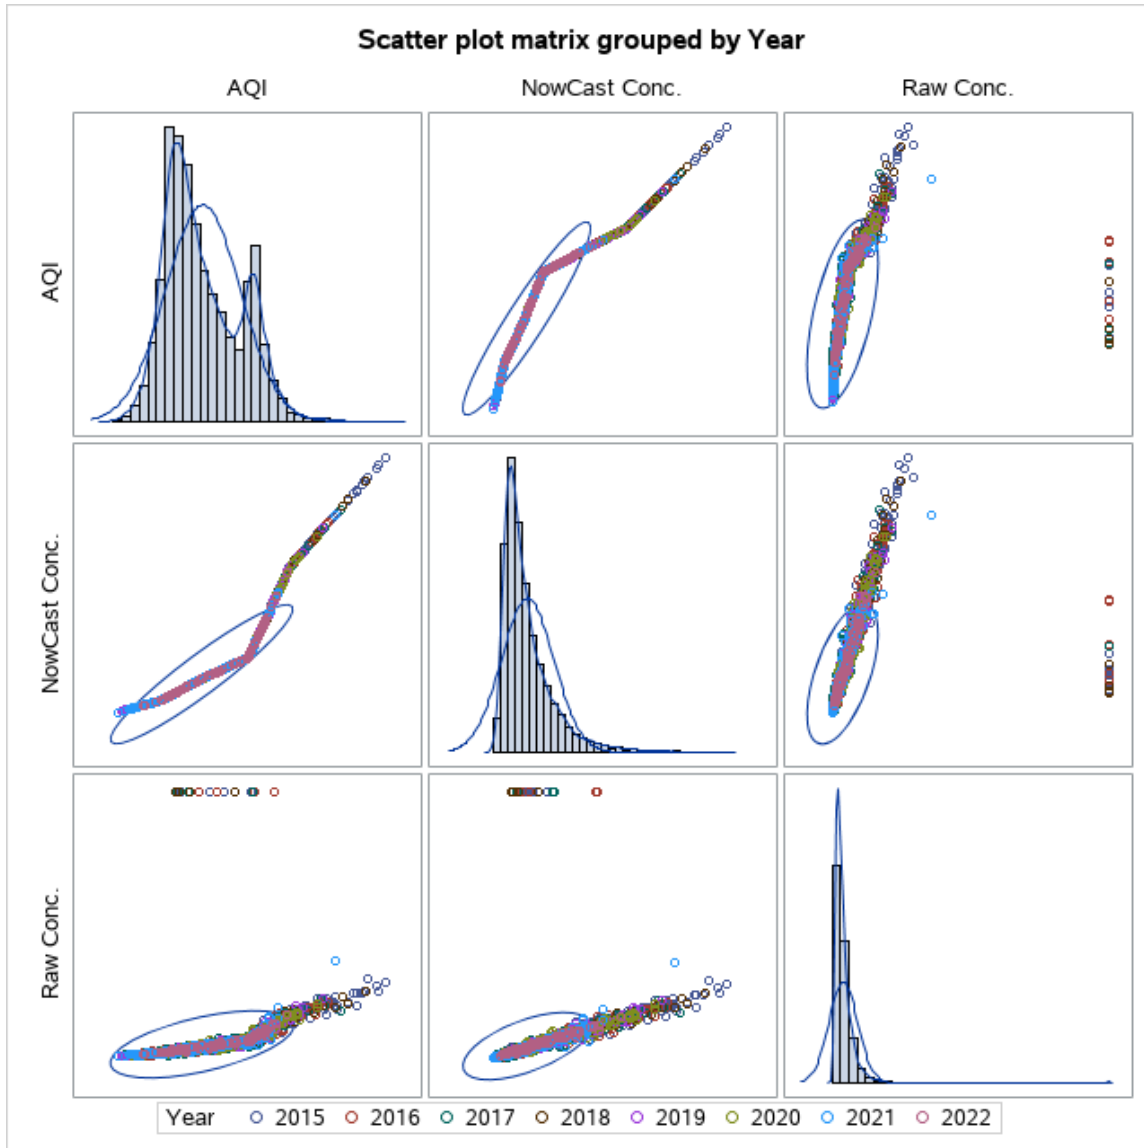 Scatter plot matrix grouped by Year
AQI NowCast Conc. Raw Conc.
AQI
NowCast Conc.
Raw Conc.
Year 2015 2016 2017 2018 2019 2020 2021 2022